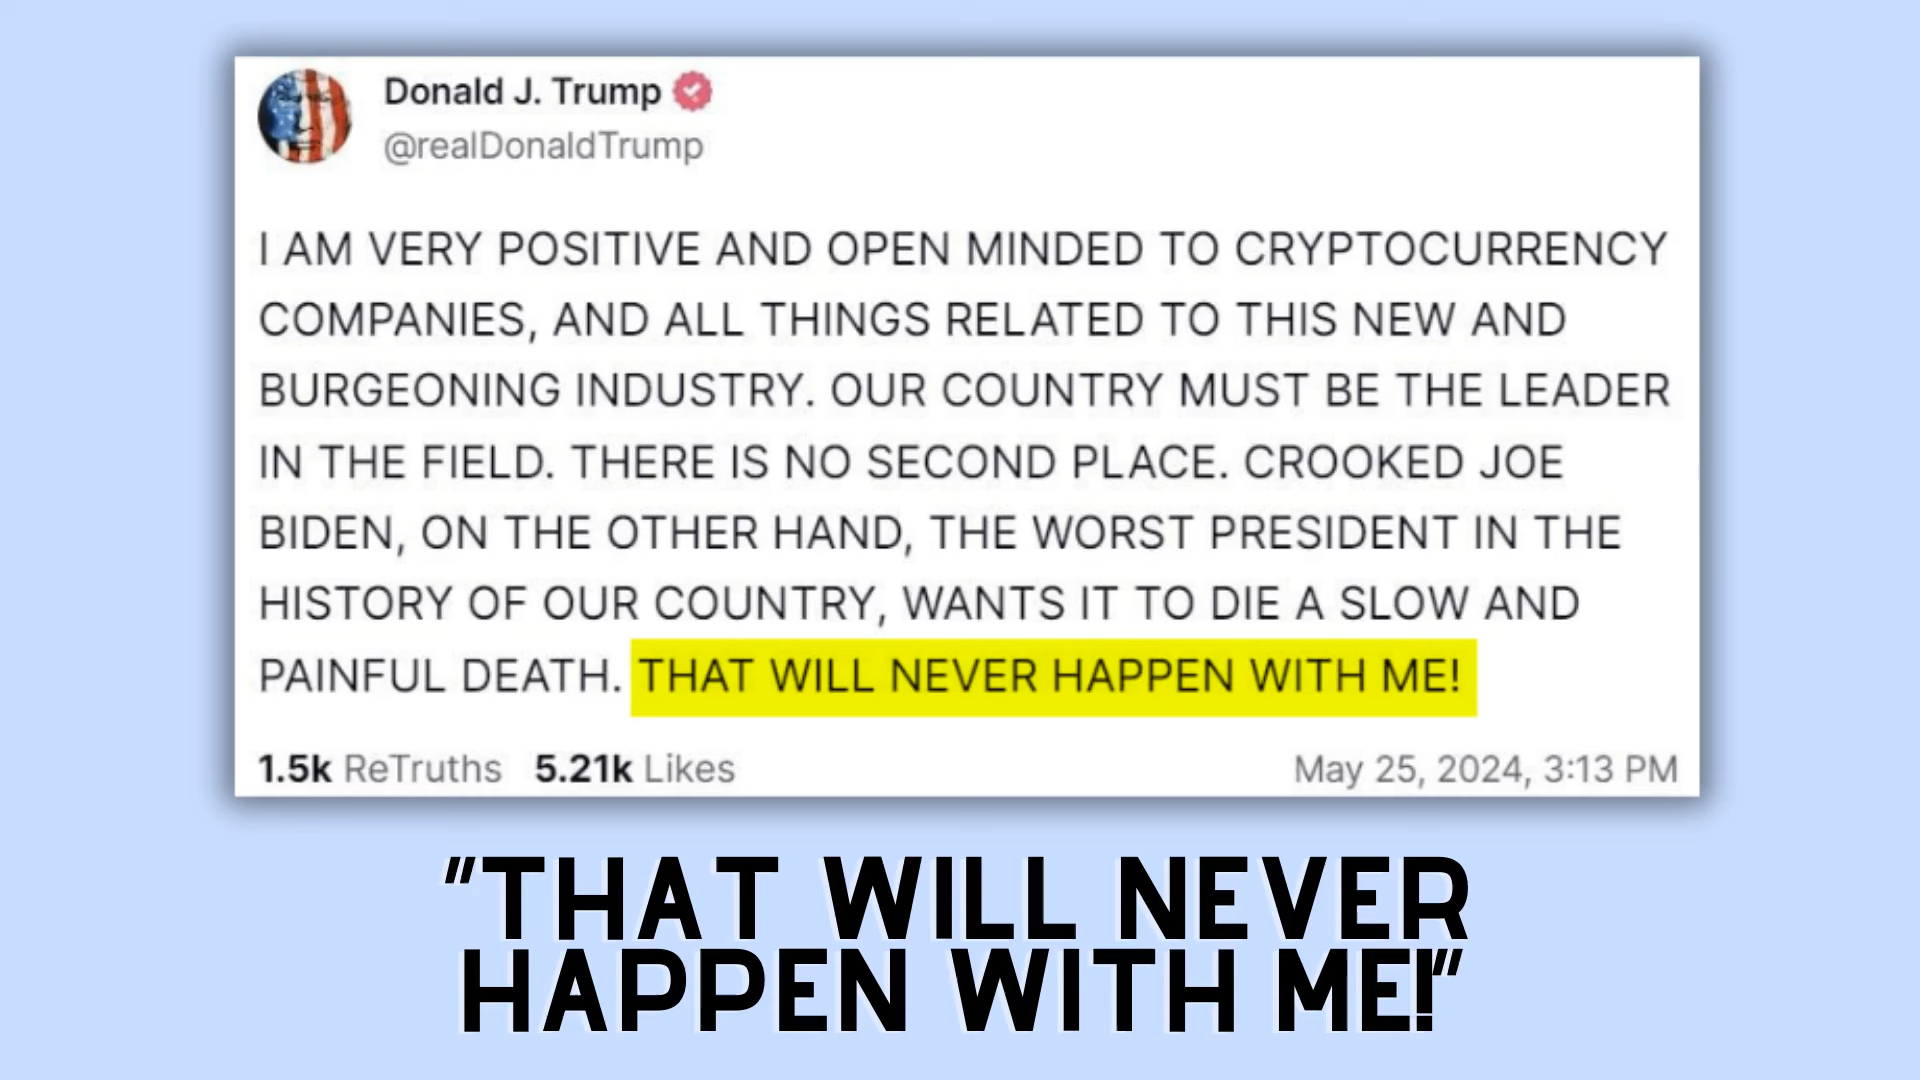 Donald J. Trump
@realDonaldTrump
I AM VERY POSITIVE AND OPEN MINDED TO CRYPTOCURRENCY
COMPANIES, AND ALL THINGS RELATED TO THIS NEW AND
BURGEONING INDUSTRY. OUR COUNTRY MUST BE THE LEADER
IN THE FIELD. THERE IS NO SECOND PLACE. CROOKED JOE
BIDEN, ON THE OTHER HAND, THE WORST PRESIDENT IN THE
HISTORY OF OUR COUNTRY, WANTS IT TO DIE A SLOW AND
PAINFUL DEATH. THAT WILL NEVER HAPPEN WITH ME!
1.5k ReTruths 5.21k Likes May 25, 2024, 3:13 PM
"THAT WILL NEVER
HAPPEN WITH ME!"